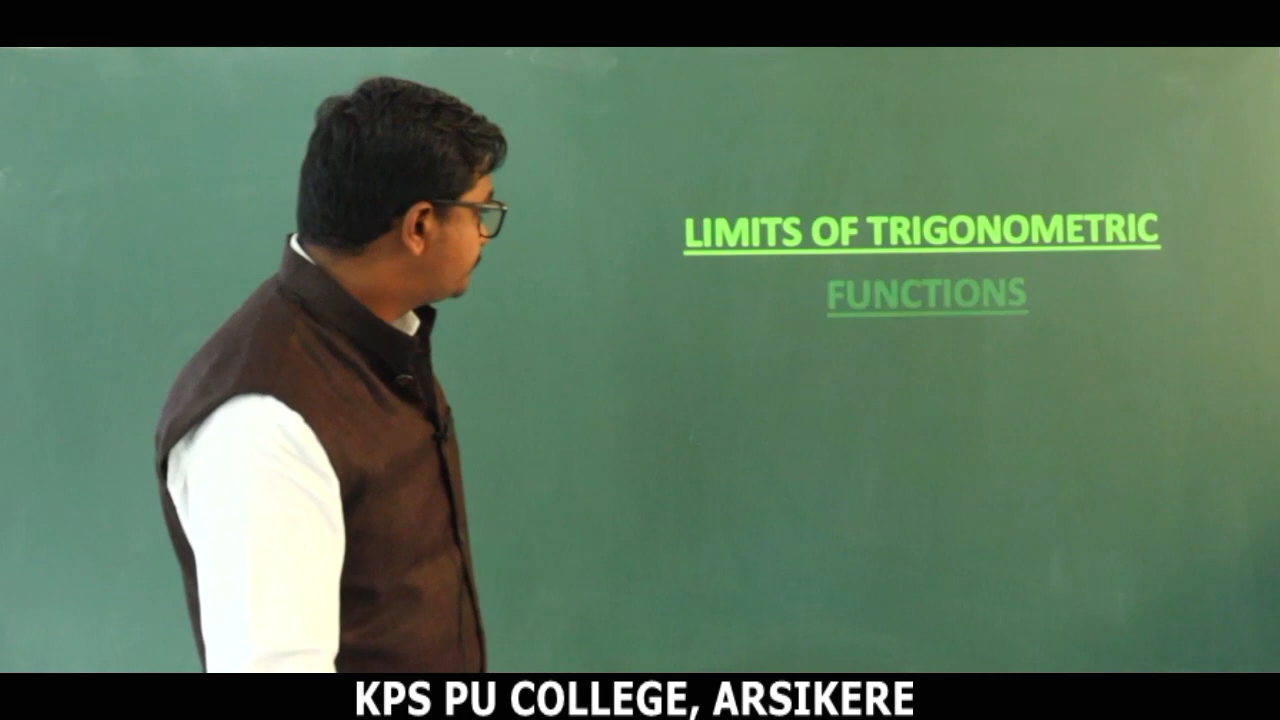 LIMITS OF TRIGONOMETRIC
FUNCTIONS
KPS PU COLLEGE, ARSIKERE